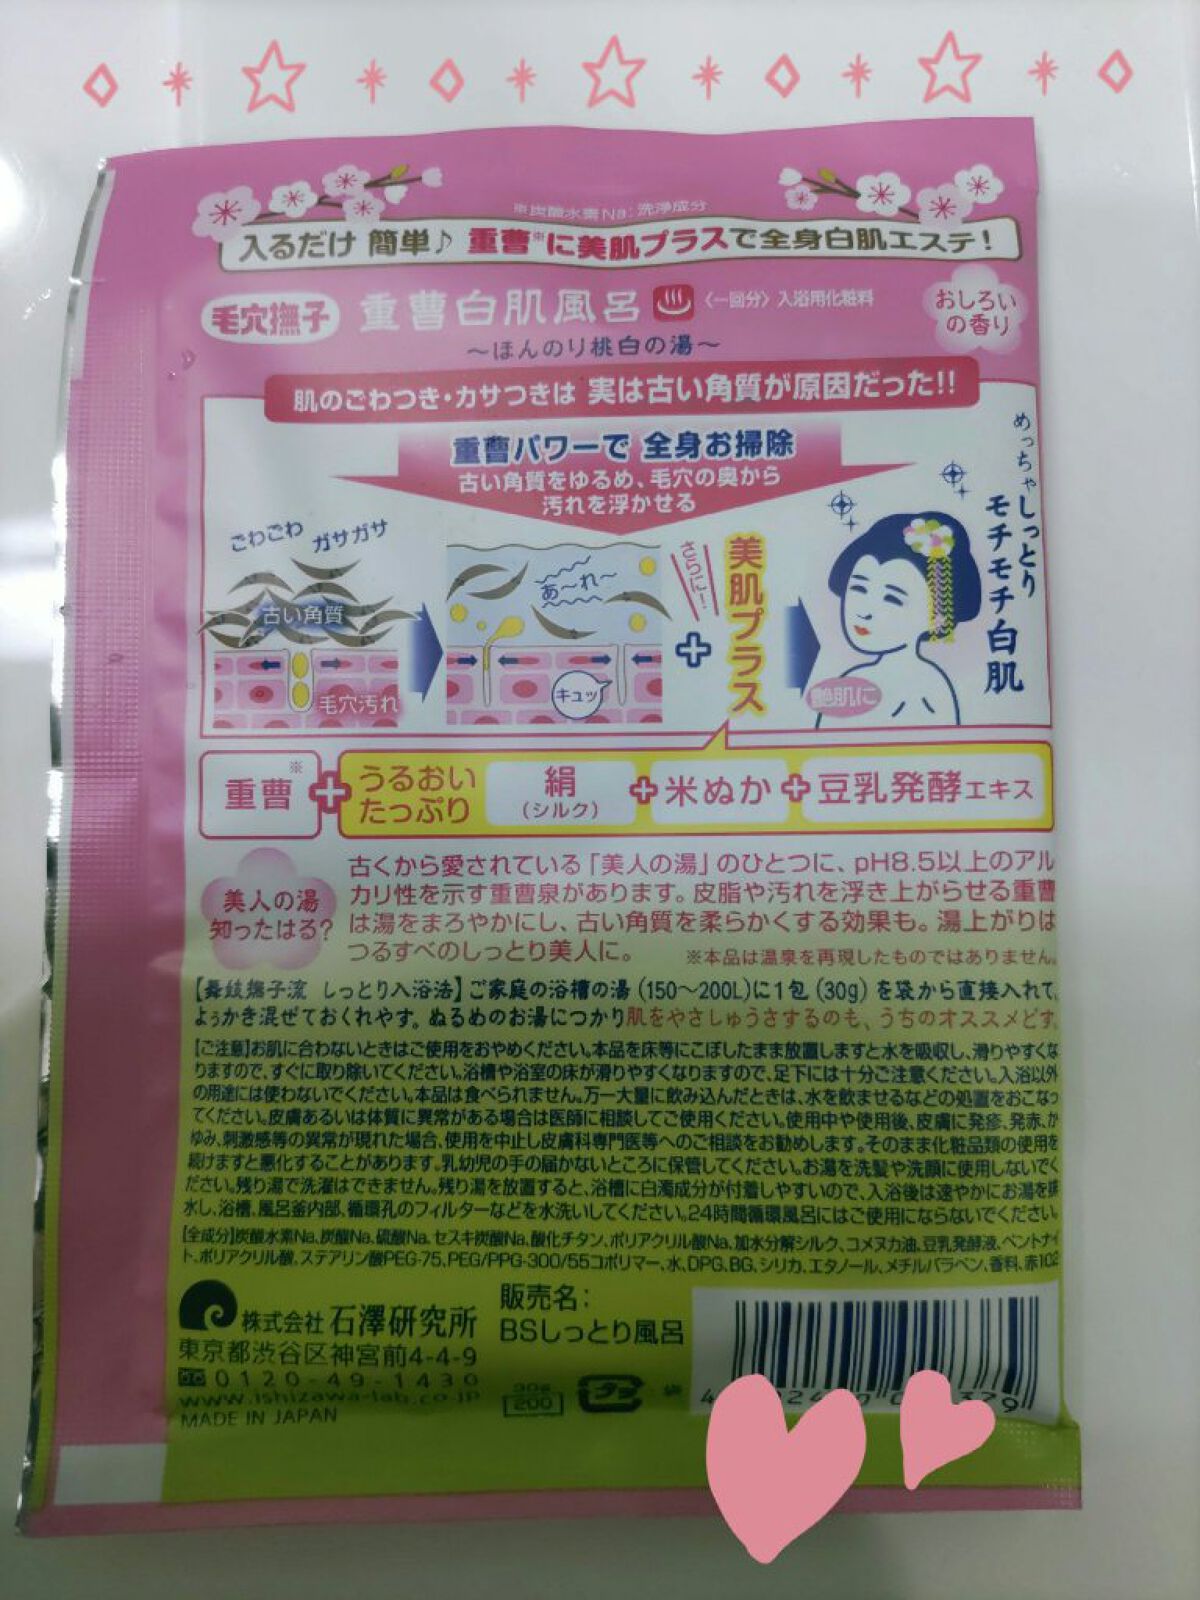 ※炭酸水素Na：洗浄成分
入るだけ 簡単♪ 重曹※に美肌プラスで全身白肌エステ！
毛穴撫子 重曹白肌風呂 〈一回分〉入浴用化粧料
おしろい
の香り
～ほんのり桃白の湯～
肌のごわつき・カサつきは 実は古い角質が原因だった!!
重曹パワーで 全身お掃除
古い角質をゆるめ、毛穴の奥から
汚れを浮かせる
ごわごわ ガサガサ
古い角質
毛穴汚れ
あ〜れ〜
キュッ
さらに！
+
美肌プラス
めっちゃしっとり
モチモチ白肌
艶肌に
重曹※
+
うるおい
たっぷり
絹
（シルク）
+米ぬか+豆乳発酵エキス
美人の湯
知ったはる？
古くから愛されている「美人の湯」のひとつに、pH8.5以上のアル
カリ性を示す重曹泉があります。皮脂や汚れを浮き上がらせる重曹
は湯をまろやかにし、古い角質を柔らかくする効果も。湯上がりは
つるすべのしっとり美人に。 ※本品は温泉を再現したものではありません。
【舞妓撫子流 しっとり入浴法】ご家庭の浴槽の湯（150〜200L）に1包（30g）を袋から直接入れて、
ようかき混ぜておくれやす。ぬるめのお湯につかり肌をやさしゅうさするのも、うちのオススメどす。
【ご注意】お肌に合わないときはご使用をおやめください。本品を床等にこぼしたまま放置しますと水を吸収し、滑りやすくな
りますので、すぐに取り除いてください。浴槽や浴室の床が滑りやすくなりますので、足下には十分ご注意ください。入浴以外
の用途には使わないでください。本品は食べられません。万一大量に飲み込んだときは、水を飲ませるなどの処置をおこなっ
てください。皮膚あるいは体質に異常がある場合は医師に相談してご使用ください。使用中や使用後、皮膚に発疹、発赤、か
ゆみ、刺激感等の異常が現れた場合、使用を中止し皮膚科専門医等へのご相談をお勧めします。そのまま化粧品類の使用を
続けますと悪化することがあります。乳幼児の手の届かないところに保管してください。お湯を洗髪や洗顔に使用しないでく
ださい。残り湯で洗濯はできません。残り湯を放置すると、浴槽に白濁成分が付着しやすいので、入浴後は速やかにお湯を排
水し、浴槽、風呂釜内部、循環孔のフィルターなどを水洗いしてください。24時間循環風呂にはご使用にならないでください。
【全成分】炭酸水素Na、炭酸Na、硫酸Na、セスキ炭酸Na、酸化チタン、ポリアクリル酸Na、加水分解シルク、コメヌカ油、豆乳発酵液、ベントナイ
ト、ポリアクリル酸、ステアリン酸PEG-75、PEG/PPG-300/55コポリマー、水、DPG、BG、シリカ、エタノール、メチルパラベン、香料、赤102
株式会社 石澤研究所
東京都渋谷区神宮前4-4-9
0120-49-1430
www.ishizawa-lab.co.jp
MADE IN JAPAN
販売名：
BSしっとり風呂
30g
200
プラ
：袋